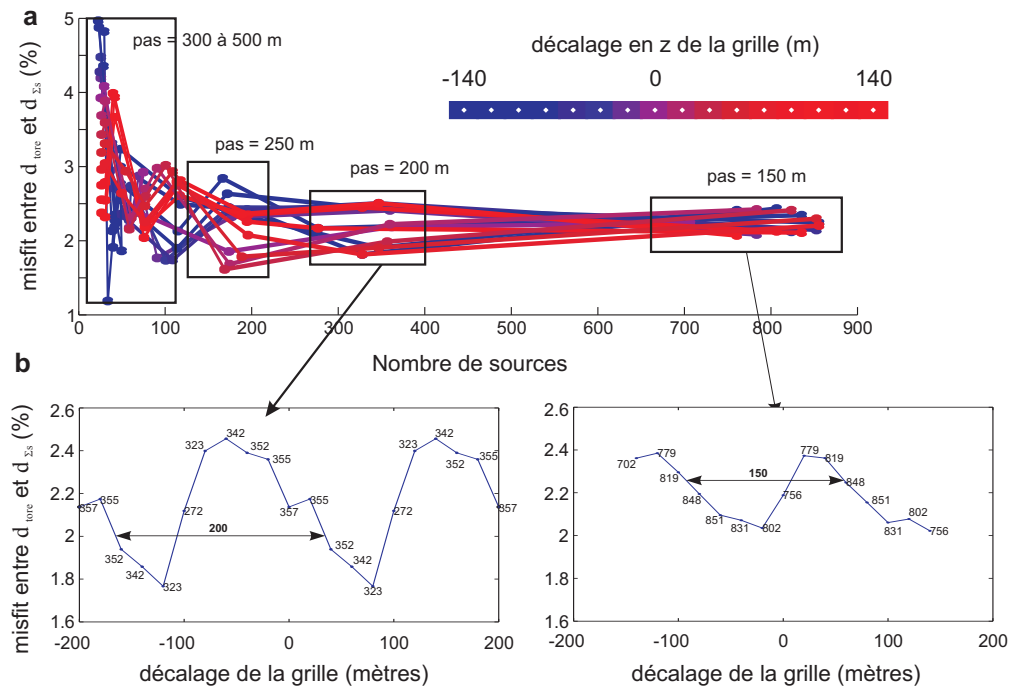 a
misfit entre d tore et d Σs (%)
5
4
3
2
1
pas = 300 à 500 m
pas = 250 m
pas = 200 m
pas = 150 m
décalage en z de la grille (m)
-140 0 140
0 100 200 300 400 500 600 700 800 900
Nombre de sources
b
misfit entre d tore et d Σs (%)
2.6
2.4
2.2
2
1.8
1.6
357 355 352 342 323 272 323 342 352 355 357 355 352 342 323 272 323 342 352 355 357
200
-200 -100 0 100 200
décalage de la grille (mètres)
2.6
2.4
2.2
2
1.8
1.6
702 779 819 848 851 831 802 756 779 819 848 851 831 802 756
150
-200 -100 0 100 200
décalage de la grille (mètres)